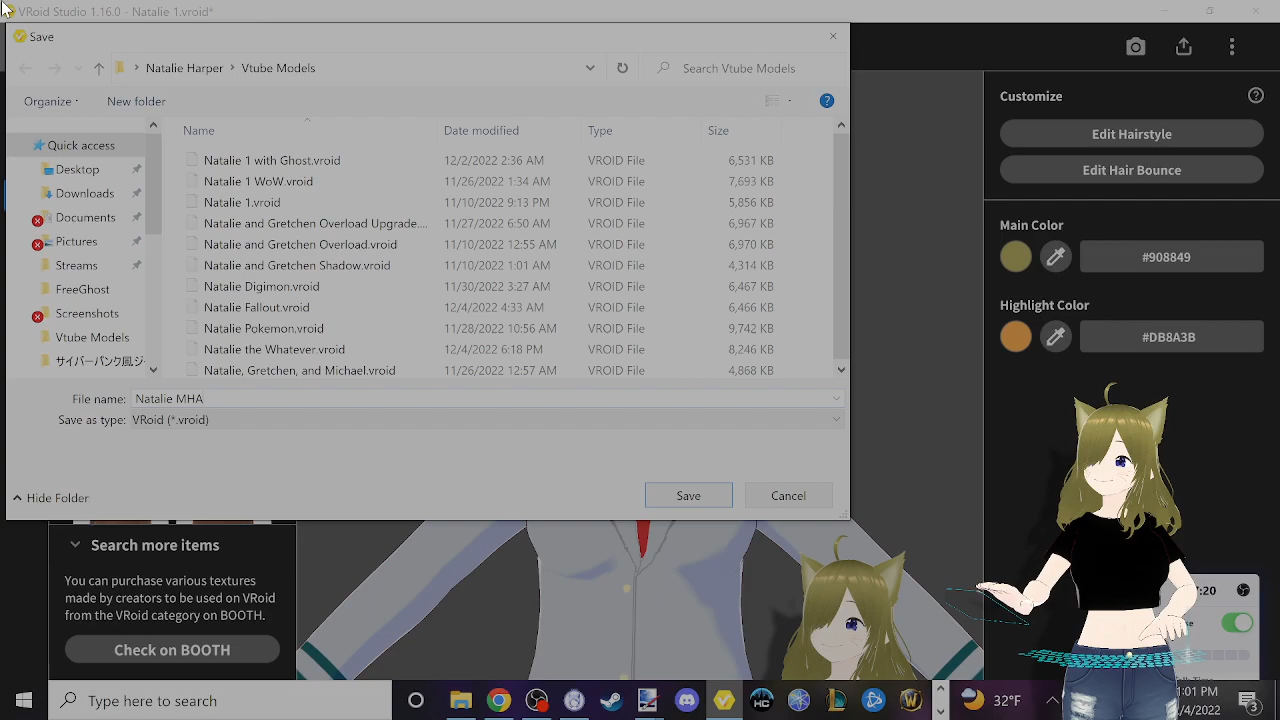 VRoid Studio 1.16.0 - Natalie 1.vroid*
Save
Natalie Harper > Vtube Models
Search Vtube Models
Organize
New folder
Name Date modified Type Size
Quick access
Desktop
Downloads
Documents
Pictures
Streams
FreeGhost
Screenshots
Vtube Models
サイバーパンク風ジ
Natalie 1 with Ghost.vroid 12/2/2022 2:36 AM VROID File 6,531 KB
Natalie 1 WoW.vroid 11/26/2022 1:34 AM VROID File 7,693 KB
Natalie 1.vroid 11/10/2022 9:13 PM VROID File 5,856 KB
Natalie and Gretchen Overload Upgrade.... 11/27/2022 6:50 AM VROID File 6,967 KB
Natalie and Gretchen Overload.vroid 11/10/2022 12:55 AM VROID File 6,970 KB
Natalie and Gretchen Shadow.vroid 11/10/2022 1:01 AM VROID File 4,314 KB
Natalie Digimon.vroid 11/30/2022 3:27 AM VROID File 6,467 KB
Natalie Fallout.vroid 12/4/2022 4:33 AM VROID File 6,466 KB
Natalie Pokemon.vroid 11/28/2022 10:56 AM VROID File 9,742 KB
Natalie the Whatever.vroid 12/4/2022 6:18 PM VROID File 8,246 KB
Natalie, Gretchen, and Michael.vroid 11/26/2022 12:57 AM VROID File 4,868 KB
File name: Natalie MHA
Save as type: VRoid (*.vroid)
Hide Folder
Save
Cancel
Customize
Edit Hairstyle
Edit Hair Bounce
Main Color
#908849
Highlight Color
#DB8A3B
Search more items
You can purchase various textures
made by creators to be used on VRoid
from the VRoid category on BOOTH.
Check on BOOTH
:20
Type here to search
HC
32°F
:01 PM
/4/2022
3